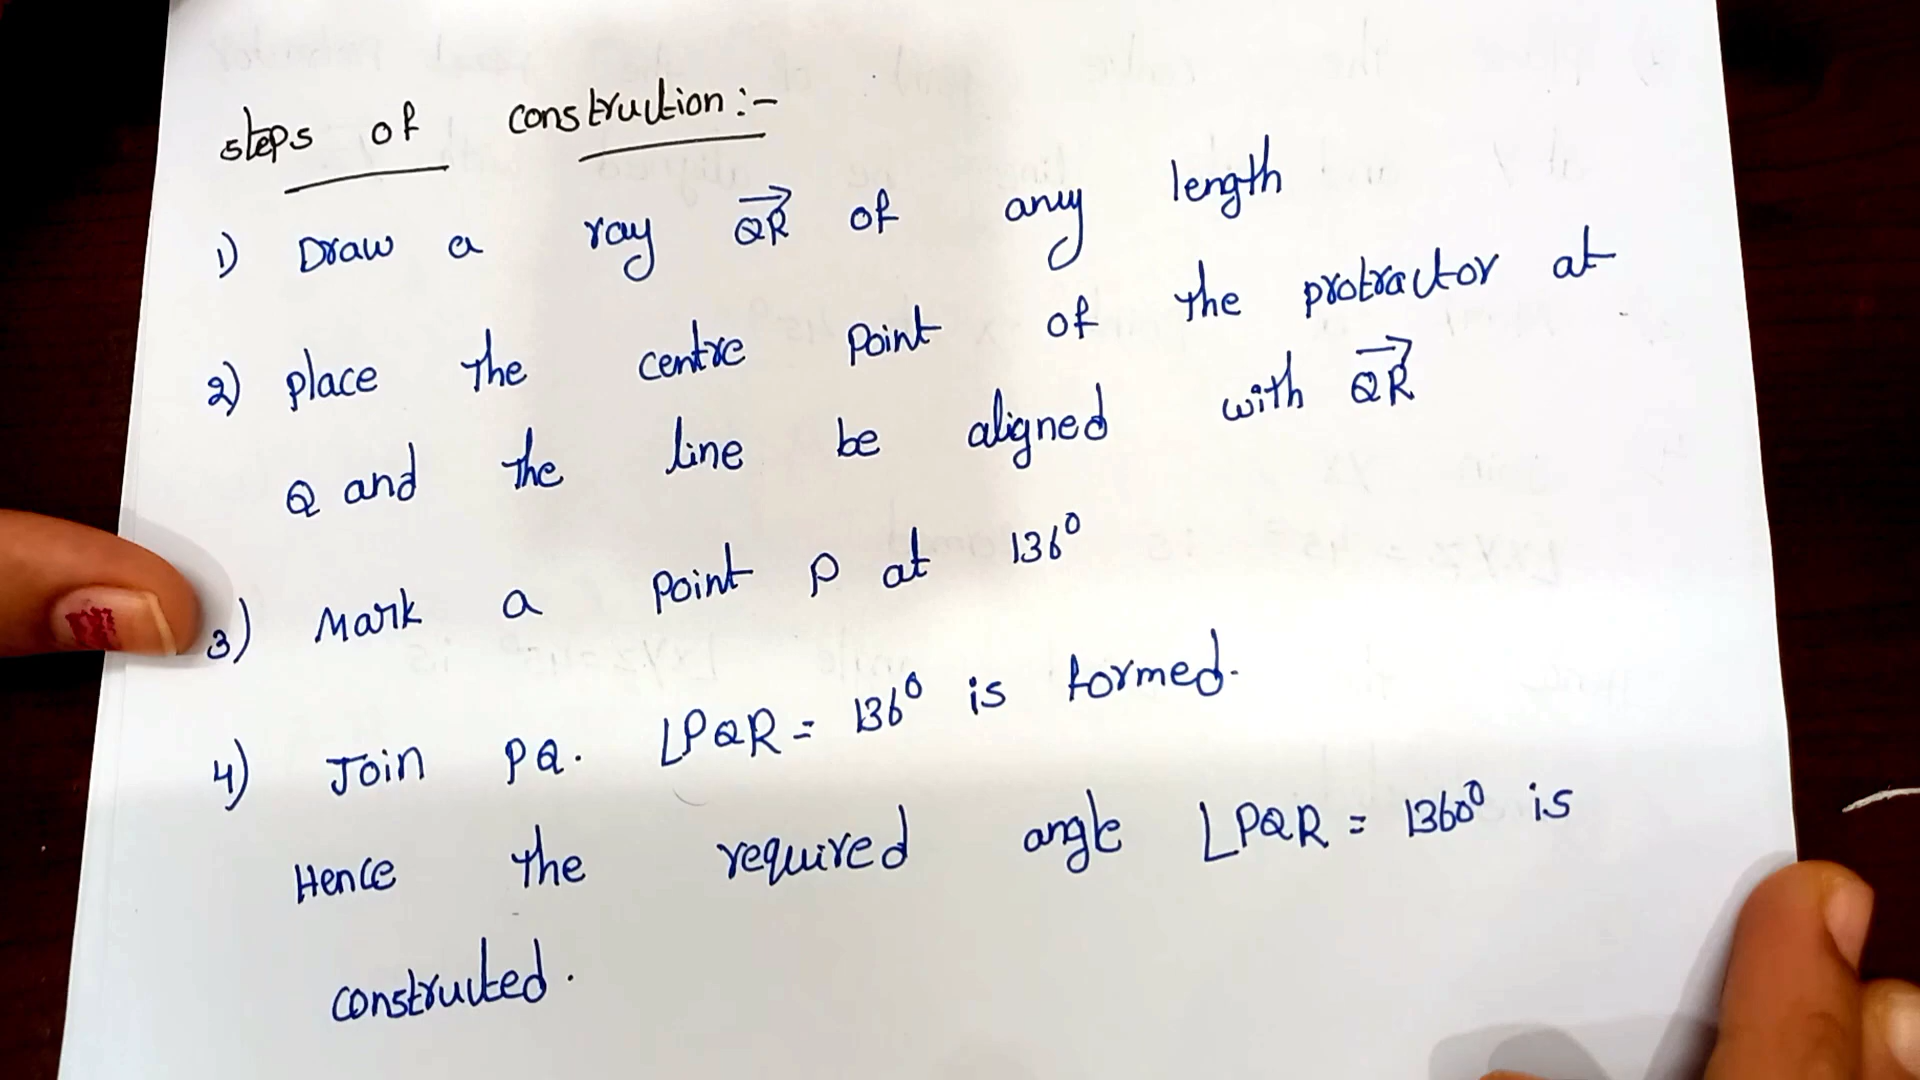 steps of construction:-
1) Draw a ray $\overrightarrow{QR}$ of any length
2) place the centre point of the protractor at
Q and the line be aligned with $\overrightarrow{QR}$
3) Mark a point P at 136°
4) Join PQ. ∠PQR = 136° is formed.
Hence the required angle ∠PQR = 1360° is
constructed.